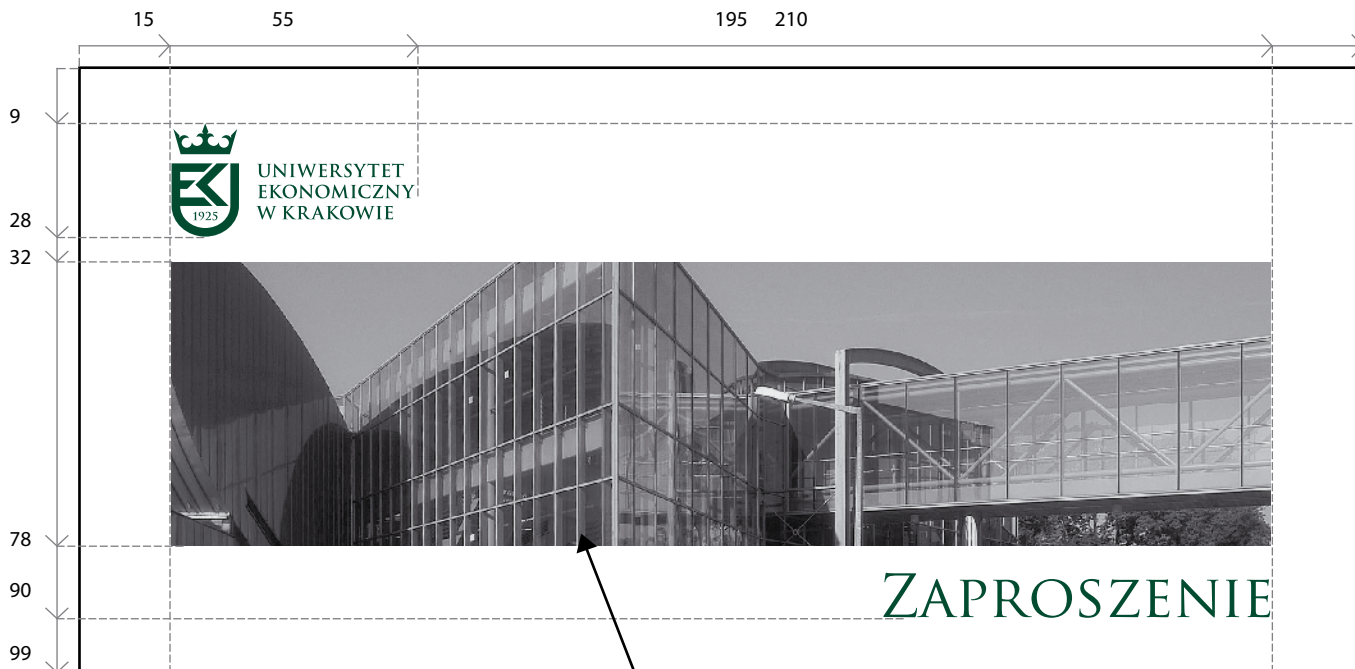 15 55 195 210
9
1925
UNIWERSYTET
EKONOMICZNY
W KRAKOWIE
28
32
78
ZAPROSZENIE
90
99